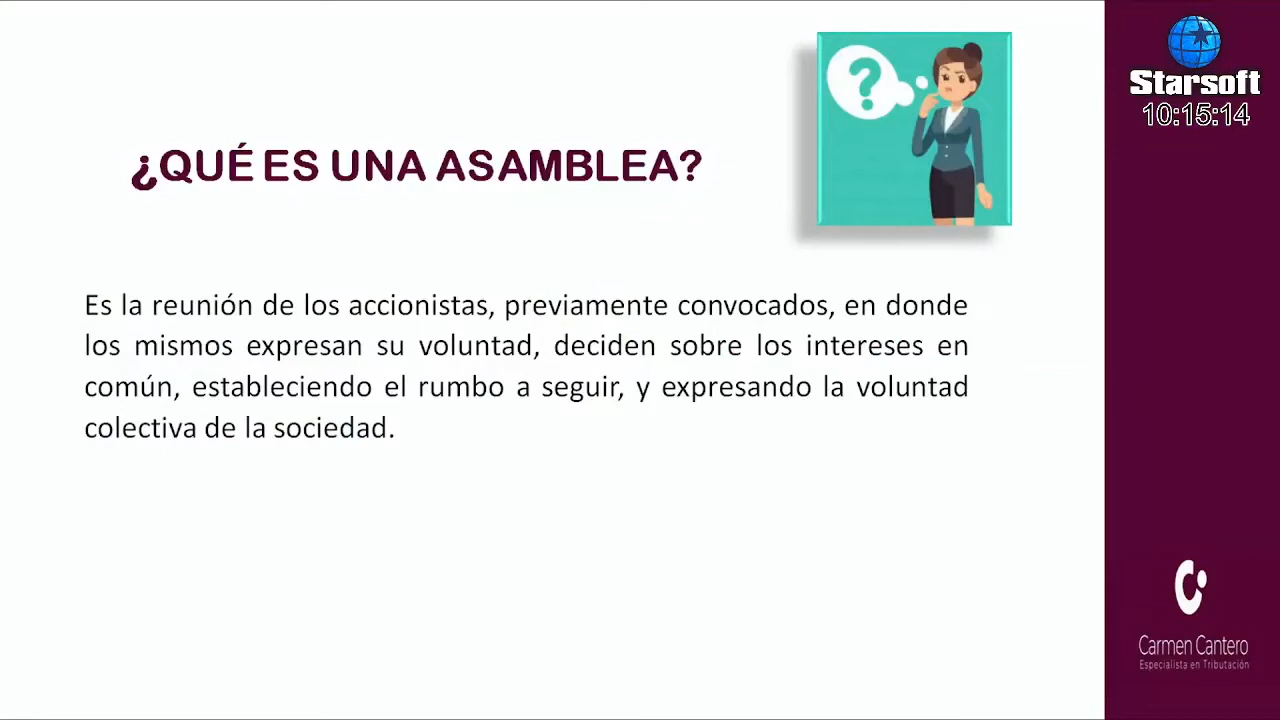 Starsoft
10:15:14
?
¿QUÉ ES UNA ASAMBLEA?
Es la reunión de los accionistas, previamente convocados, en donde
los mismos expresan su voluntad, deciden sobre los intereses en
común, estableciendo el rumbo a seguir, y expresando la voluntad
colectiva de la sociedad.
Carmen Cantero
Especialista en Tributación